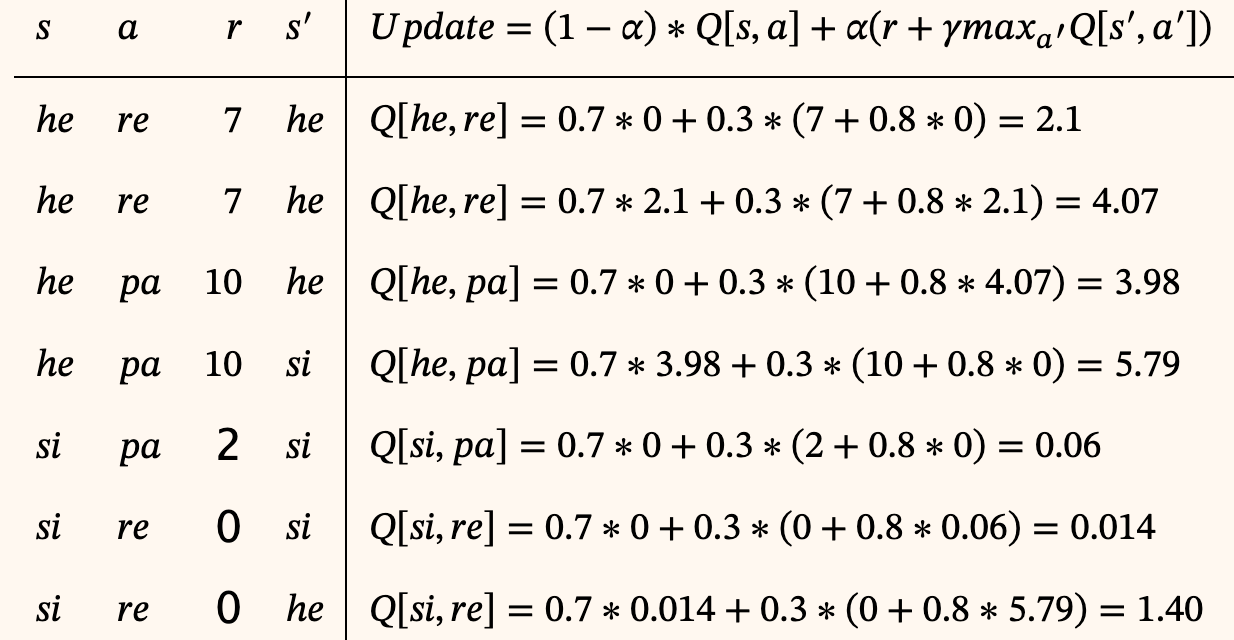 s a r s′ Update = (1 − α) * Q[s, a] + α(r + γmaxₐ′Q[s′, a′])
he re 7 he Q[he, re] = 0.7 * 0 + 0.3 * (7 + 0.8 * 0) = 2.1
he re 7 he Q[he, re] = 0.7 * 2.1 + 0.3 * (7 + 0.8 * 2.1) = 4.07
he pa 10 he Q[he, pa] = 0.7 * 0 + 0.3 * (10 + 0.8 * 4.07) = 3.98
he pa 10 si Q[he, pa] = 0.7 * 3.98 + 0.3 * (10 + 0.8 * 0) = 5.79
si pa 2 si Q[si, pa] = 0.7 * 0 + 0.3 * (2 + 0.8 * 0) = 0.06
si re 0 si Q[si, re] = 0.7 * 0 + 0.3 * (0 + 0.8 * 0.06) = 0.014
si re 0 he Q[si, re] = 0.7 * 0.014 + 0.3 * (0 + 0.8 * 5.79) = 1.40